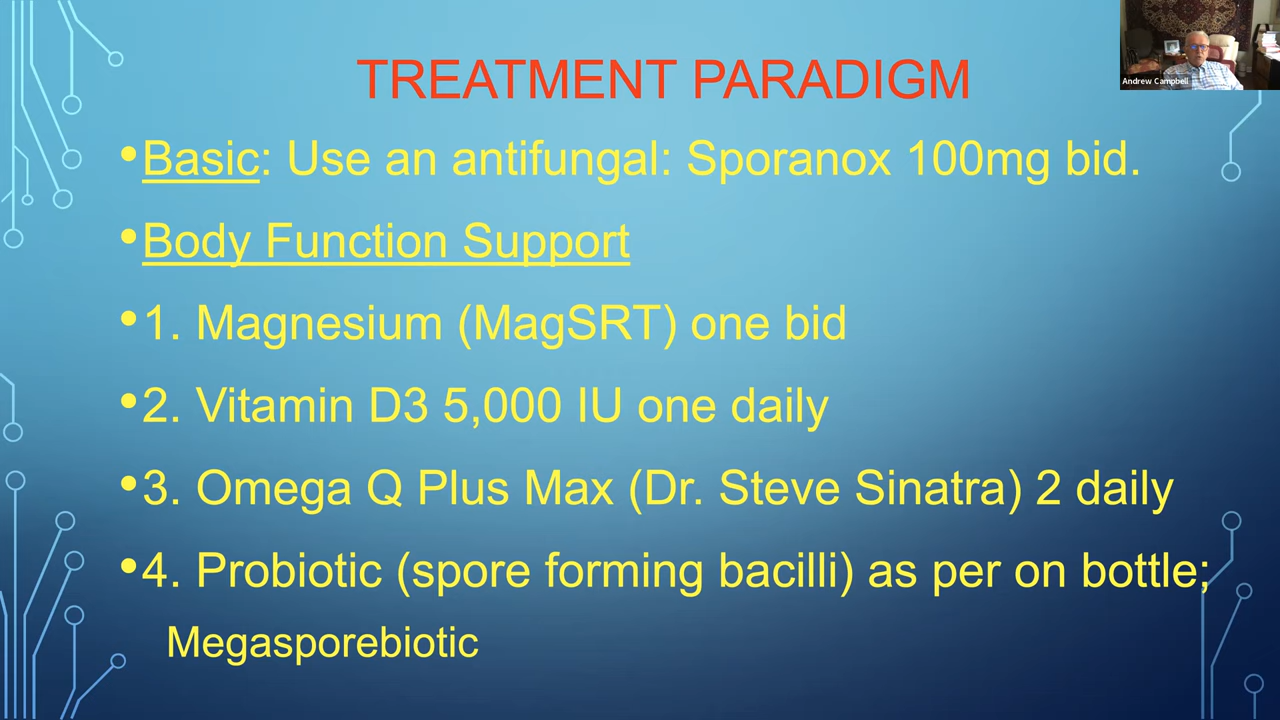 TREATMENT PARADIGM
Andrew Campbell
•Basic: Use an antifungal: Sporanox 100mg bid.
•Body Function Support
•1. Magnesium (MagSRT) one bid
•2. Vitamin D3 5,000 IU one daily
•3. Omega Q Plus Max (Dr. Steve Sinatra) 2 daily
•4. Probiotic (spore forming bacilli) as per on bottle;
Megasporebiotic